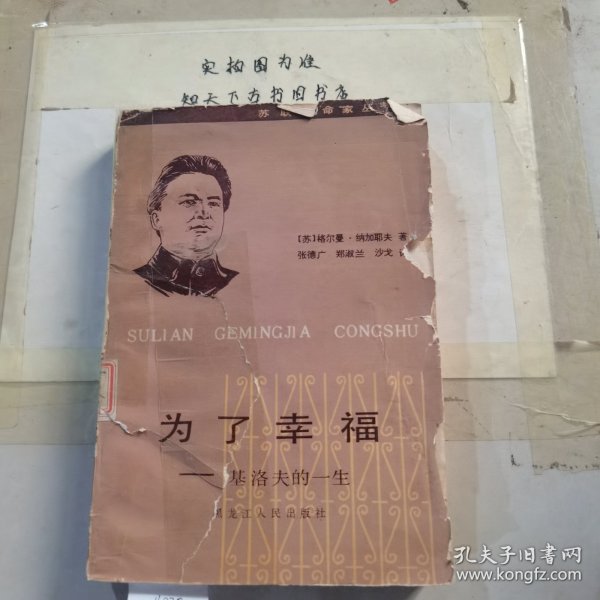 实拍图为准
知天下古书旧书店
苏联革命家丛
[苏]格尔曼·纳加耶夫 著
张德广 郑淑兰 沙戈
SULIAN GEMINGJIA CONGSHU
为了幸福
——基洛夫的一生
黑龙江人民出版社
孔夫子旧书网
www.kongfz.com